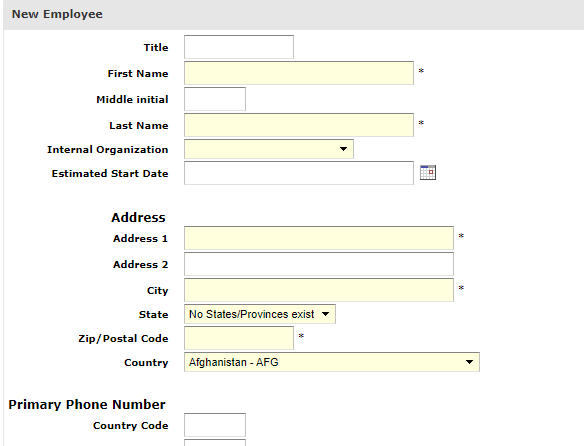 New Employee
Title
First Name *
Middle initial
Last Name *
Internal Organization
Estimated Start Date
Address
Address 1 *
Address 2
City *
State No States/Provinces exist
Zip/Postal Code *
Country Afghanistan - AFG
Primary Phone Number
Country Code